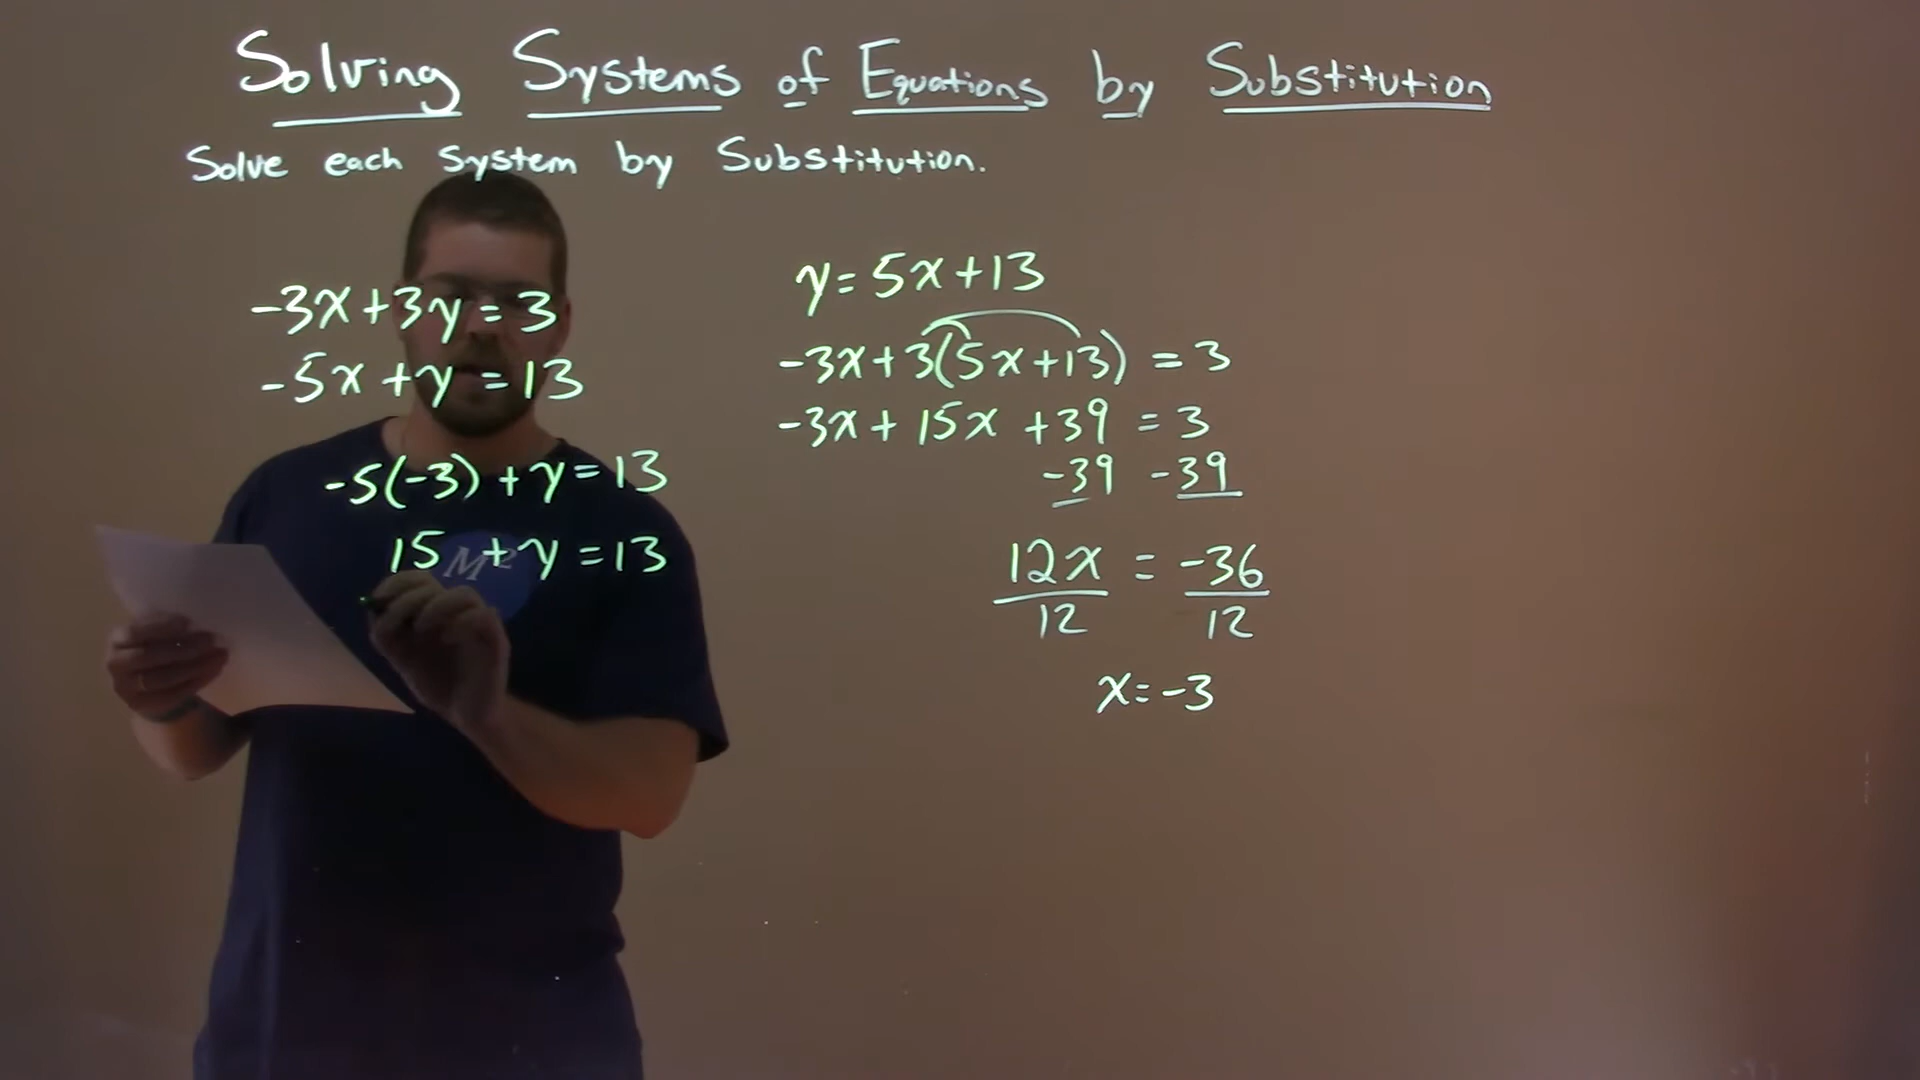 Solving Systems of Equations by Substitution
Solve each system by Substitution.
-3x+3y=3
-5x+y=13
-5(-3)+y=13
15+y=13
M²
y=5x+13
-3x+3(5x+13)=3
-3x+15x+39=3
-39 -39
12x = -36
12 12
x=-3